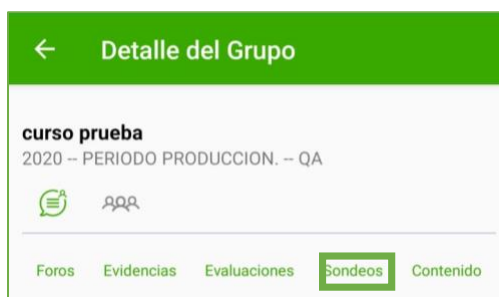 Detalle del Grupo
curso prueba
2020 -- PERIODO PRODUCCION. -- QA
Foros Evidencias Evaluaciones Sondeos Contenido